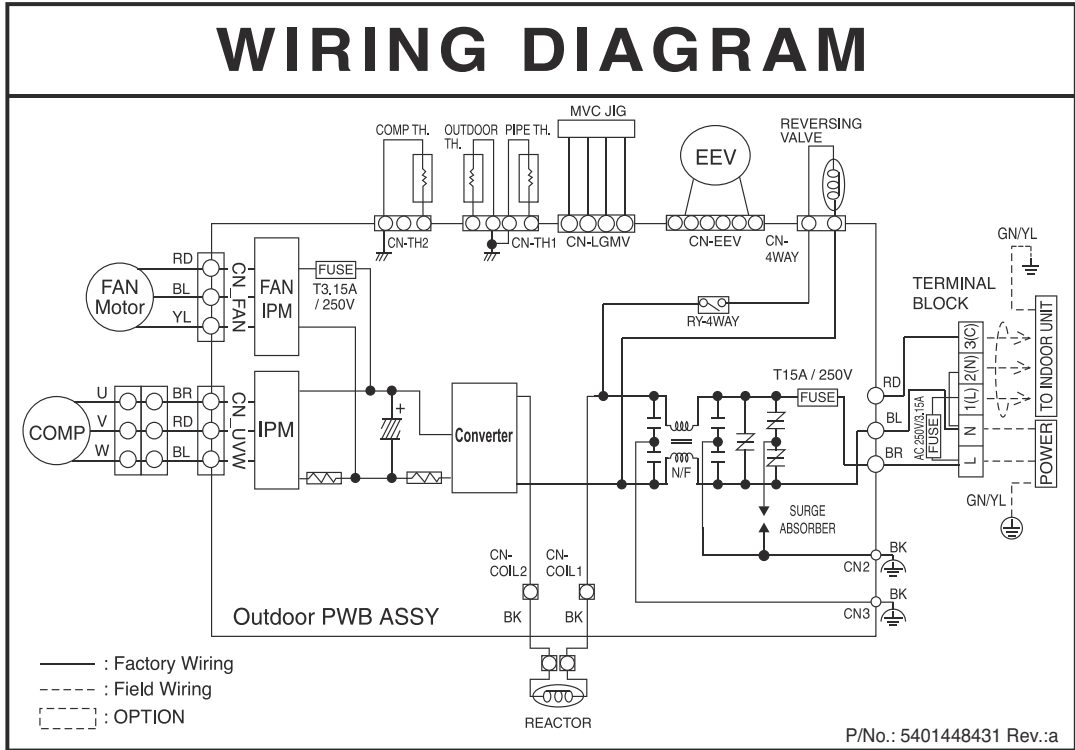 WIRING DIAGRAM
MVC JIG
COMP TH.
OUTDOOR
TH.
PIPE TH.
EEV
REVERSING
VALVE
CN-TH2
CN-TH1
CN-LGMV
CN-EEV
CN-
4WAY
GN/YL
RD
BL
YL
FAN
Motor
CN_FAN
FAN
IPM
FUSE
T3.15A
/ 250V
RY-4WAY
TERMINAL
BLOCK
3(C)
2(N)
1(L)
N
L
TO INDOOR UNIT
POWER
AC 250V/3.15A
FUSE
T15A / 250V
FUSE
RD
BL
BR
GN/YL
U
V
W
COMP
BR
RD
BL
CN_UVW
IPM
+
Converter
N/F
SURGE
ABSORBER
CN-
COIL2
CN-
COIL1
BK
BK
CN2
BK
CN3
BK
Outdoor PWB ASSY
REACTOR
: Factory Wiring
: Field Wiring
: OPTION
P/No.: 5401448431 Rev.:a